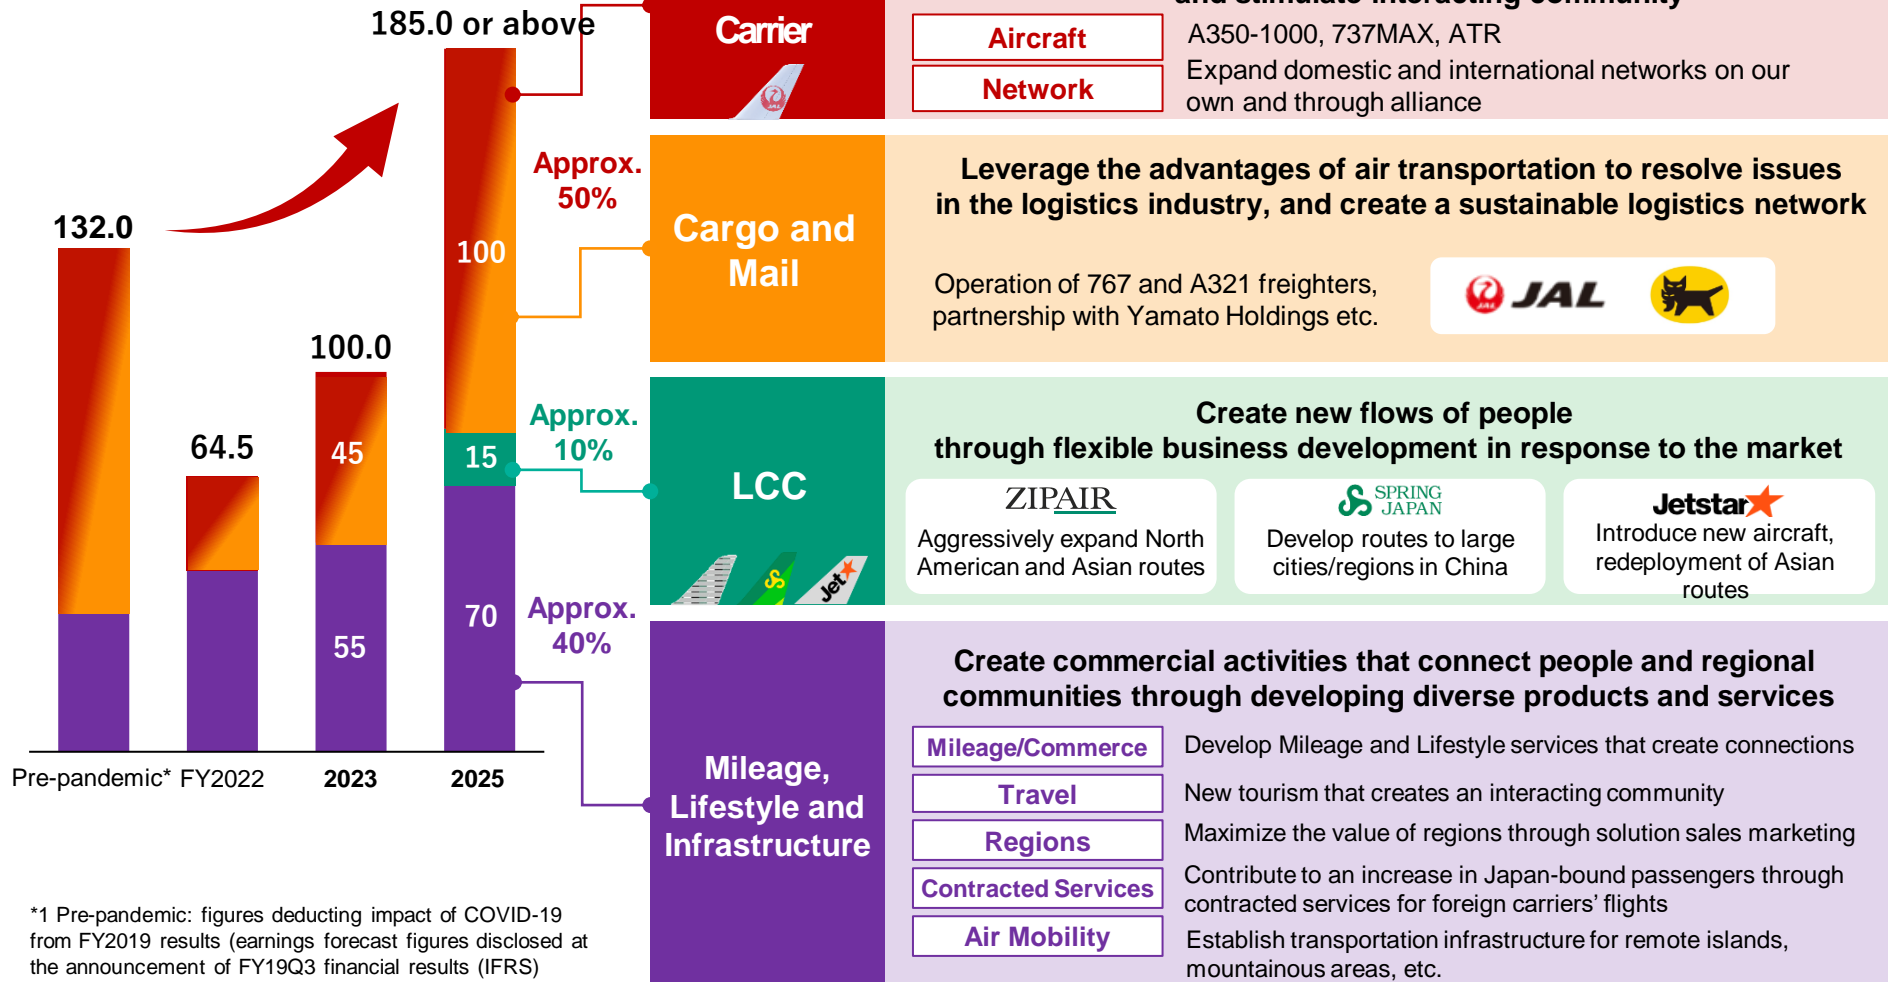 185.0 or above
132.0
64.5
100.0
45
55
100
15
70
Approx.
50%
Approx.
10%
Approx.
40%
Pre-pandemic*
FY2022
2023
2025
*1 Pre-pandemic: figures deducting impact of COVID-19
from FY2019 results (earnings forecast figures disclosed at
the announcement of FY19Q3 financial results (IFRS)
Carrier
JAL
and stimulate interacting community
Aircraft
A350-1000, 737MAX, ATR
Network
Expand domestic and international networks on our
own and through alliance
Cargo and
Mail
Leverage the advantages of air transportation to resolve issues
in the logistics industry, and create a sustainable logistics network
Operation of 767 and A321 freighters,
partnership with Yamato Holdings etc.
JAL
JAL
LCC
Jet
Create new flows of people
through flexible business development in response to the market
ZIPAIR
Aggressively expand North
American and Asian routes
SPRING
JAPAN
Develop routes to large
cities/regions in China
Jetstar
Introduce new aircraft,
redeployment of Asian
routes
Mileage,
Lifestyle and
Infrastructure
Create commercial activities that connect people and regional
communities through developing diverse products and services
Mileage/Commerce
Develop Mileage and Lifestyle services that create connections
Travel
New tourism that creates an interacting community
Regions
Maximize the value of regions through solution sales marketing
Contracted Services
Contribute to an increase in Japan-bound passengers through
contracted services for foreign carriers' flights
Air Mobility
Establish transportation infrastructure for remote islands,
mountainous areas, etc.